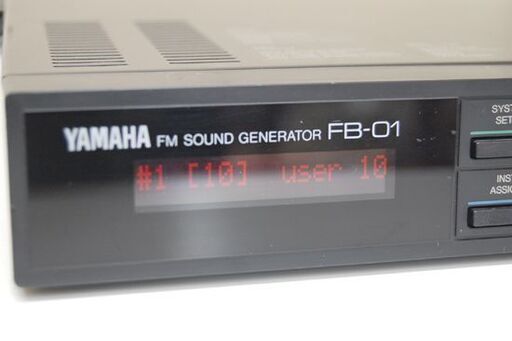 YAMAHA FM SOUND GENERATOR FB-01
#1 [10] user 10
SYST
SET
INST
ASSIG